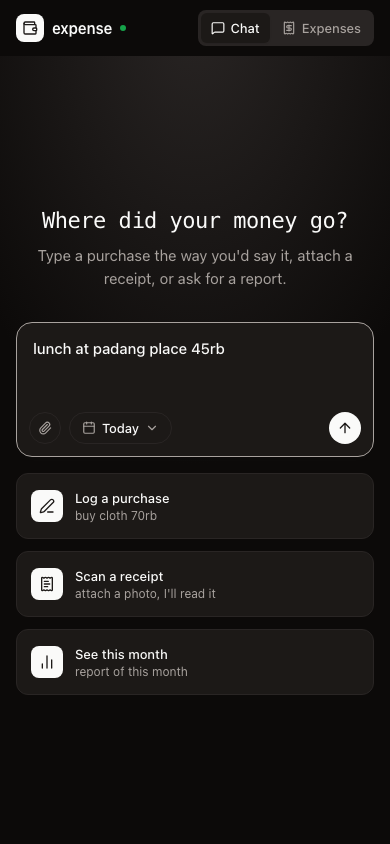 expense
Chat
Expenses
Where did your money go?
Type a purchase the way you'd say it, attach a
receipt, or ask for a report.
lunch at padang place 45rb
Today
Log a purchase
buy cloth 70rb
Scan a receipt
attach a photo, I'll read it
See this month
report of this month